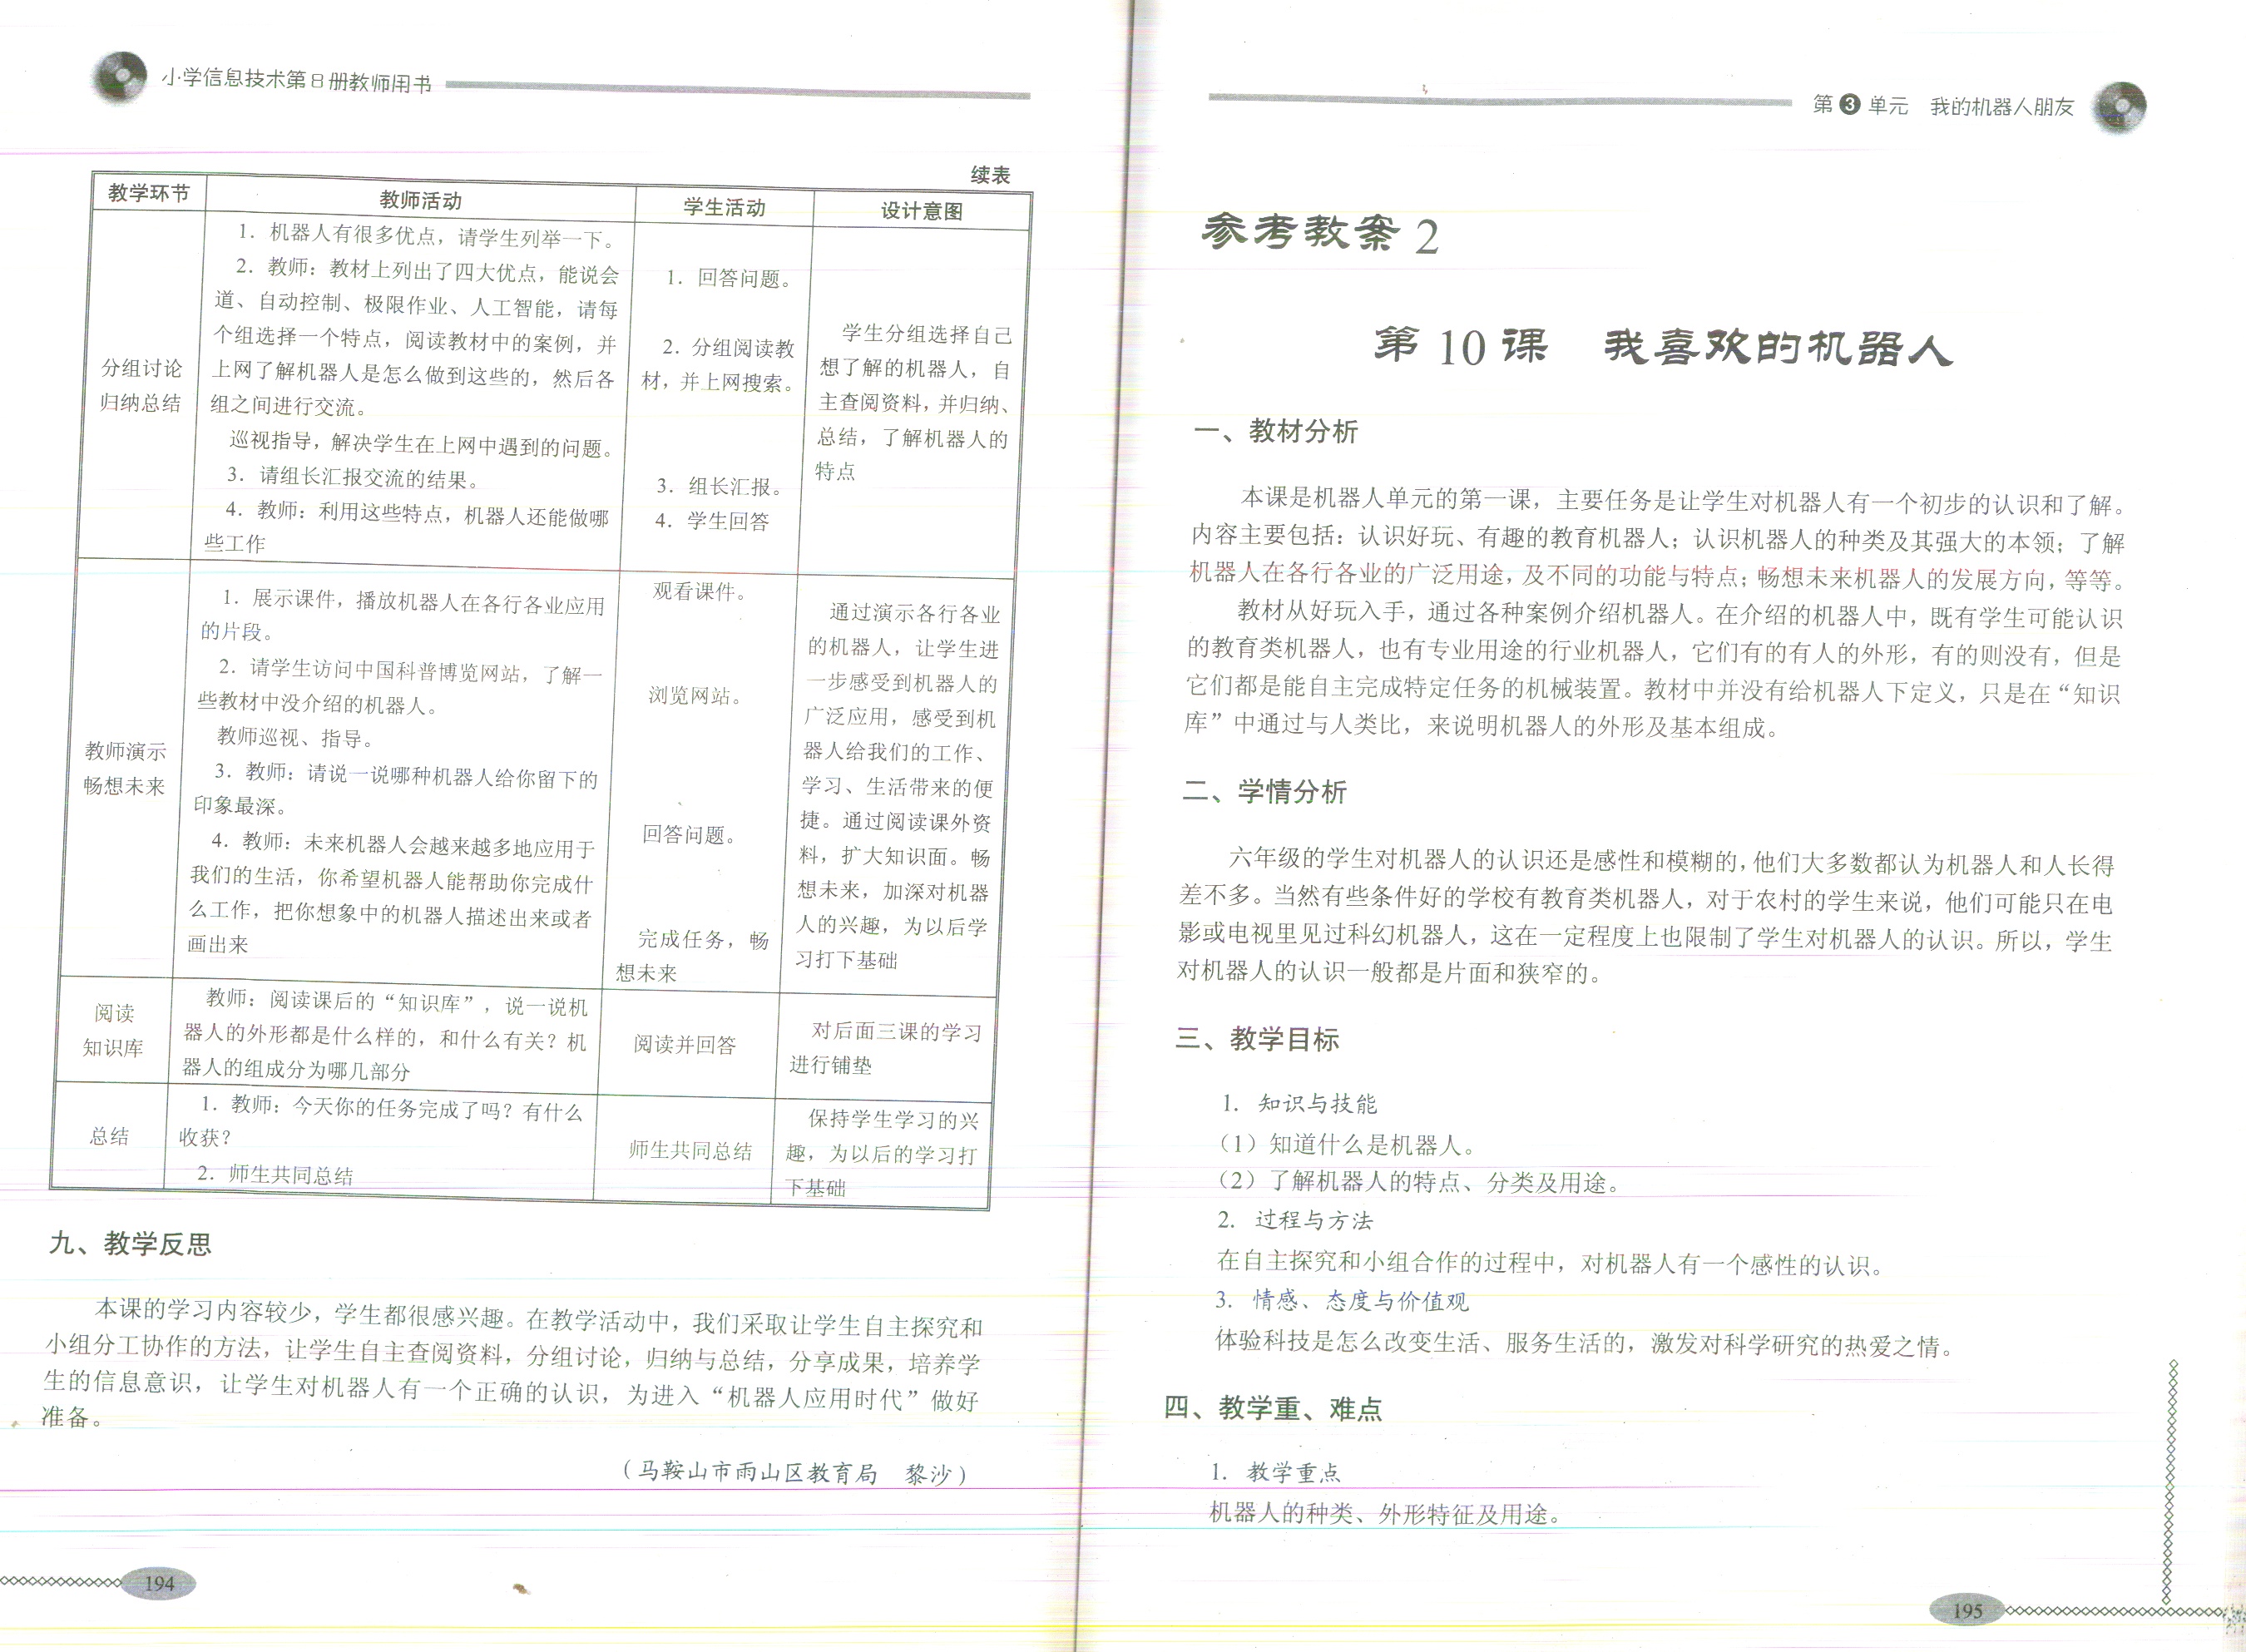 小学信息技术第8册教师用书
续表
教学环节
教师活动
学生活动
设计意图
分组讨论
归纳总结
1．机器人有很多优点，请学生列举一下。
2．教师：教材上列出了四大优点，能说会
道、自动控制、极限作业、人工智能，请每
个组选择一个特点，阅读教材中的案例，并
上网了解机器人是怎么做到这些的，然后各
组之间进行交流。
巡视指导，解决学生在上网中遇到的问题。
3．请组长汇报交流的结果。
4．教师：利用这些特点，机器人还能做哪
些工作
1．回答问题。
2．分组阅读教
材，并上网搜索。
3．组长汇报。
4．学生回答
学生分组选择自己
想了解的机器人，自
主查阅资料，并归纳、
总结，了解机器人的
特点
教师演示
畅想未来
1．展示课件，播放机器人在各行各业应用
的片段。
2．请学生访问中国科普博览网站，了解一
些教材中没介绍的机器人。
教师巡视、指导。
3．教师：请说一说哪种机器人给你留下的
印象最深。
4．教师：未来机器人会越来越多地应用于
我们的生活，你希望机器人能帮助你完成什
么工作，把你想象中的机器人描述出来或者
画出来
观看课件。
浏览网站。
回答问题。
完成任务，畅
想未来
通过演示各行各业
的机器人，让学生进
一步感受到机器人的
广泛应用，感受到机
器人给我们的工作、
学习、生活带来的便
捷。通过阅读课外资
料，扩大知识面。畅
想未来，加深对机器
人的兴趣，为以后学
习打下基础
阅读
知识库
教师：阅读课后的“知识库”，说一说机
器人的外形都是什么样的，和什么有关？机
器人的组成分为哪几部分
阅读并回答
对后面三课的学习
进行铺垫
总结
1．教师：今天你的任务完成了吗？有什么
收获？
2．师生共同总结
师生共同总结
保持学生学习的兴
趣，为以后的学习打
下基础
九、教学反思
本课的学习内容较少，学生都很感兴趣。在教学活动中，我们采取让学生自主探究和
小组分工协作的方法，让学生自主查阅资料，分组讨论，归纳与总结，分享成果，培养学
生的信息意识，让学生对机器人有一个正确的认识，为进入“机器人应用时代”做好
准备。
（马鞍山市雨山区教育局　黎沙）
194
第3单元　我的机器人朋友
参考教案 2
第 10 课　我喜欢的机器人
一、教材分析
本课是机器人单元的第一课，主要任务是让学生对机器人有一个初步的认识和了解。
内容主要包括：认识好玩、有趣的教育机器人；认识机器人的种类及其强大的本领；了解
机器人在各行各业的广泛用途，及不同的功能与特点；畅想未来机器人的发展方向，等等。
教材从好玩入手，通过各种案例介绍机器人。在介绍的机器人中，既有学生可能认识
的教育类机器人，也有专业用途的行业机器人，它们有的有人的外形，有的则没有，但是
它们都是能自主完成特定任务的机械装置。教材中并没有给机器人下定义，只是在“知识
库”中通过与人类比，来说明机器人的外形及基本组成。
二、学情分析
六年级的学生对机器人的认识还是感性和模糊的，他们大多数都认为机器人和人长得
差不多。当然有些条件好的学校有教育类机器人，对于农村的学生来说，他们可能只在电
影或电视里见过科幻机器人，这在一定程度上也限制了学生对机器人的认识。所以，学生
对机器人的认识一般都是片面和狭窄的。
三、教学目标
1. 知识与技能
（1）知道什么是机器人。
（2）了解机器人的特点、分类及用途。
2. 过程与方法
在自主探究和小组合作的过程中，对机器人有一个感性的认识。
3. 情感、态度与价值观
体验科技是怎么改变生活、服务生活的，激发对科学研究的热爱之情。
四、教学重、难点
1. 教学重点
机器人的种类、外形特征及用途。
195